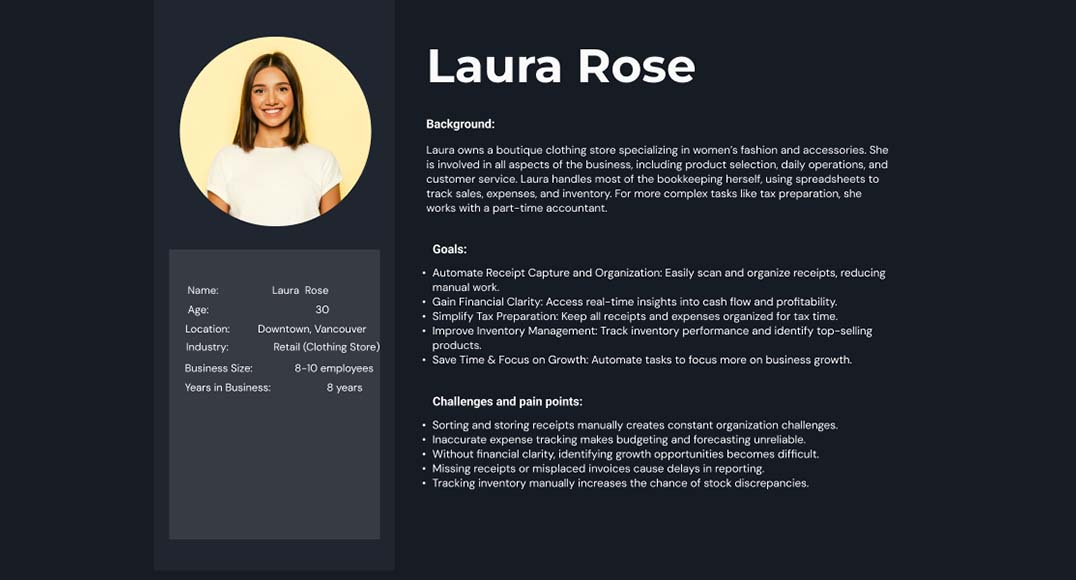 Laura Rose
Background:
Laura owns a boutique clothing store specializing in women's fashion and accessories. She
is involved in all aspects of the business, including product selection, daily operations, and
customer service. Laura handles most of the bookkeeping herself, using spreadsheets to
track sales, expenses, and inventory. For more complex tasks like tax preparation, she
works with a part-time accountant.
Goals:
• Automate Receipt Capture and Organization: Easily scan and organize receipts, reducing
manual work.
• Gain Financial Clarity: Access real-time insights into cash flow and profitability.
• Simplify Tax Preparation: Keep all receipts and expenses organized for tax time.
• Improve Inventory Management: Track inventory performance and identify top-selling
products.
• Save Time & Focus on Growth: Automate tasks to focus more on business growth.
Challenges and pain points:
• Sorting and storing receipts manually creates constant organization challenges.
• Inaccurate expense tracking makes budgeting and forecasting unreliable.
• Without financial clarity, identifying growth opportunities becomes difficult.
• Missing receipts or misplaced invoices cause delays in reporting.
• Tracking inventory manually increases the chance of stock discrepancies.
Name: Laura Rose
Age: 30
Location: Downtown, Vancouver
Industry: Retail (Clothing Store)
Business Size: 8-10 employees
Years in Business: 8 years